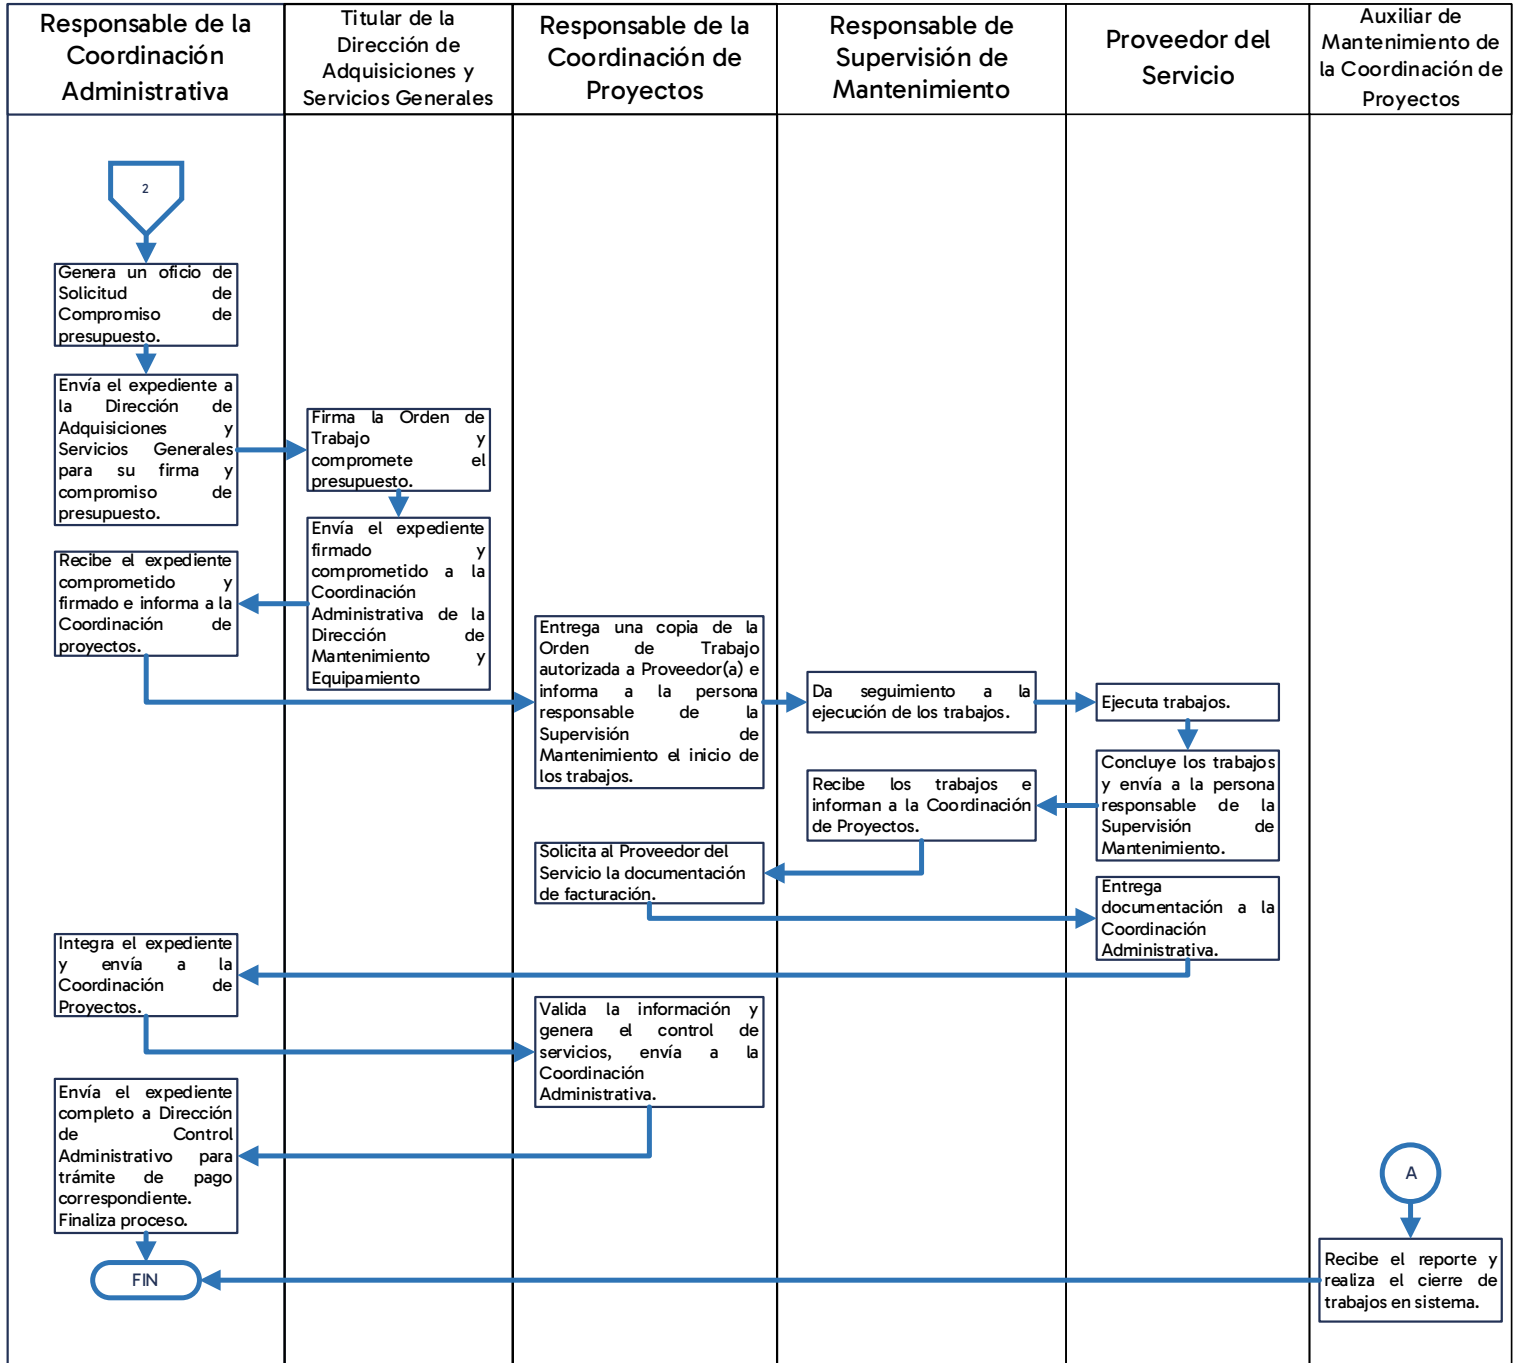 Responsable de la
Coordinación
Administrativa
Titular de la
Dirección de
Adquisiciones y
Servicios Generales
Responsable de la
Coordinación de
Proyectos
Responsable de
Supervisión de
Mantenimiento
Proveedor del
Servicio
Auxiliar de
Mantenimiento de
la Coordinación de
Proyectos
2
Genera un oficio de
Solicitud de
Compromiso de
presupuesto.
Envía el expediente a
la Dirección de
Adquisiciones y
Servicios Generales
para su firma y
compromiso de
presupuesto.
Firma la Orden de
Trabajo y
compromete el
presupuesto.
Envía el expediente
firmado y
comprometido a la
Coordinación
Administrativa de la
Dirección de
Mantenimiento y
Equipamiento
Recibe el expediente
comprometido y
firmado e informa a la
Coordinación de
proyectos.
Entrega una copia de la
Orden de Trabajo
autorizada a Proveedor(a) e
informa a la persona
responsable de la
Supervisión de
Mantenimiento el inicio de
los trabajos.
Da seguimiento a la
ejecución de los trabajos.
Ejecuta trabajos.
Concluye los trabajos
y envía a la persona
responsable de la
Supervisión de
Mantenimiento.
Recibe los trabajos e
informan a la Coordinación
de Proyectos.
Solicita al Proveedor del
Servicio la documentación
de facturación.
Entrega
documentación a la
Coordinación
Administrativa.
Integra el expediente
y envía a la
Coordinación de
Proyectos.
Valida la información y
genera el control de
servicios, envía a la
Coordinación
Administrativa.
Envía el expediente
completo a Dirección
de Control
Administrativo para
trámite de pago
correspondiente.
Finaliza proceso.
A
Recibe el reporte y
realiza el cierre de
trabajos en sistema.
FIN